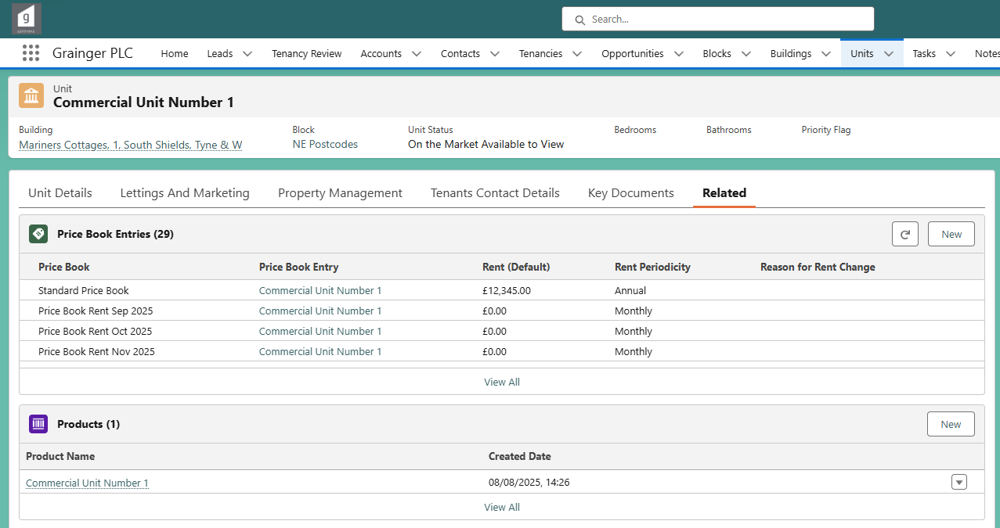 g
Search...
Grainger PLC Home Leads Tenancy Review Accounts Contacts Tenancies Opportunities Blocks Buildings Units Tasks Notes
Unit
Commercial Unit Number 1
Building Block Unit Status Bedrooms Bathrooms Priority Flag
Mariners Cottages, 1, South Shields, Tyne & W NE Postcodes On the Market Available to View
Unit Details Lettings And Marketing Property Management Tenants Contact Details Key Documents Related
Price Book Entries (29) New
Price Book Price Book Entry Rent (Default) Rent Periodicity Reason for Rent Change
Standard Price Book Commercial Unit Number 1 £12,345.00 Annual
Price Book Rent Sep 2025 Commercial Unit Number 1 £0.00 Monthly
Price Book Rent Oct 2025 Commercial Unit Number 1 £0.00 Monthly
Price Book Rent Nov 2025 Commercial Unit Number 1 £0.00 Monthly
View All
Products (1) New
Product Name Created Date
Commercial Unit Number 1 08/08/2025, 14:26
View All